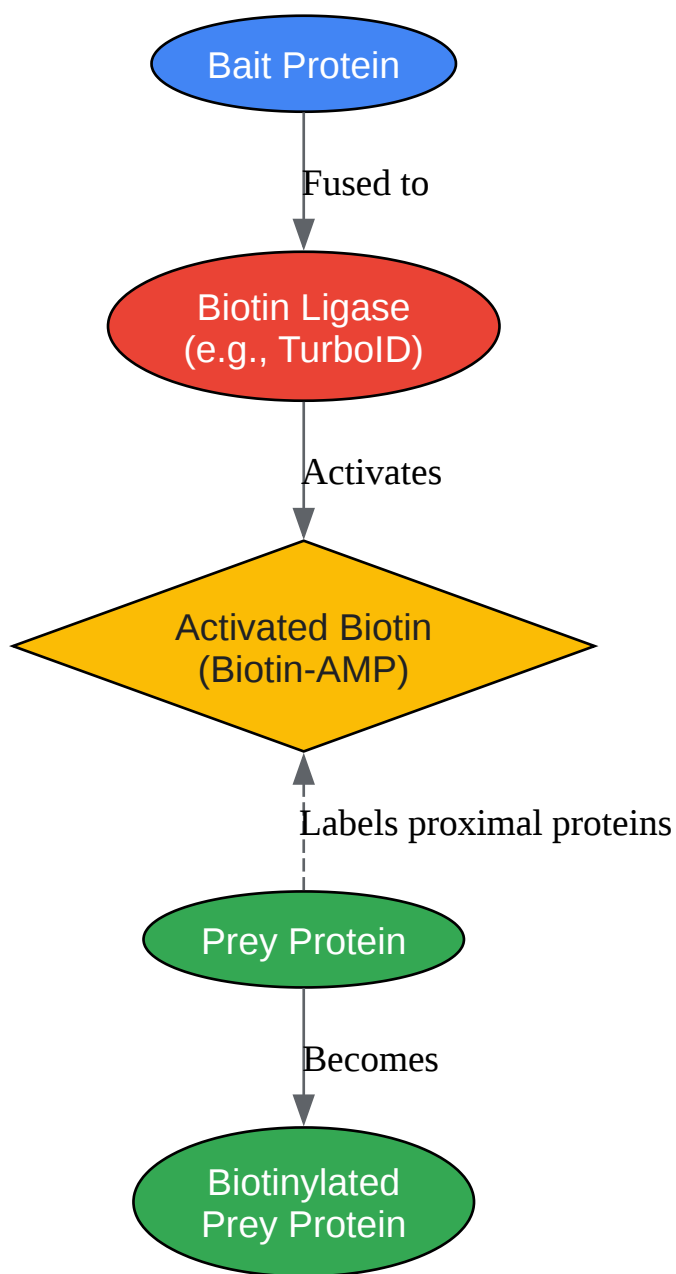 Bait Protein
Fused to
Biotin Ligase
(e.g., TurboID)
Activates
Activated Biotin
(Biotin-AMP)
Labels proximal proteins
Prey Protein
Becomes
Biotinylated
Prey Protein